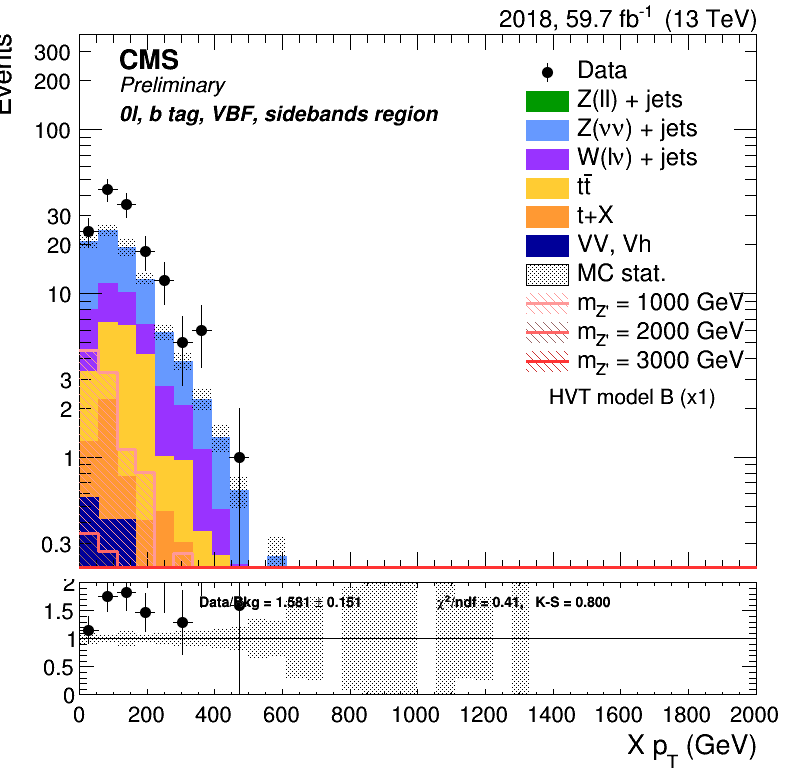 2018, 59.7 fb⁻¹ (13 TeV)
Events
CMS
Preliminary
0l, b tag, VBF, sidebands region
Data
Z(ll) + jets
Z(νν) + jets
W(lν) + jets
tt̄
t+X
VV, Vh
MC stat.
m_Z' = 1000 GeV
m_Z' = 2000 GeV
m_Z' = 3000 GeV
HVT model B (x1)
300
200
100
30
20
10
3
2
1
0.3
Data/Bkg = 1.581 ± 0.151
χ²/ndf = 0.41, K-S = 0.800
2
1.5
1
0.5
0
0 200 400 600 800 1000 1200 1400 1600 1800 2000
X p_T (GeV)